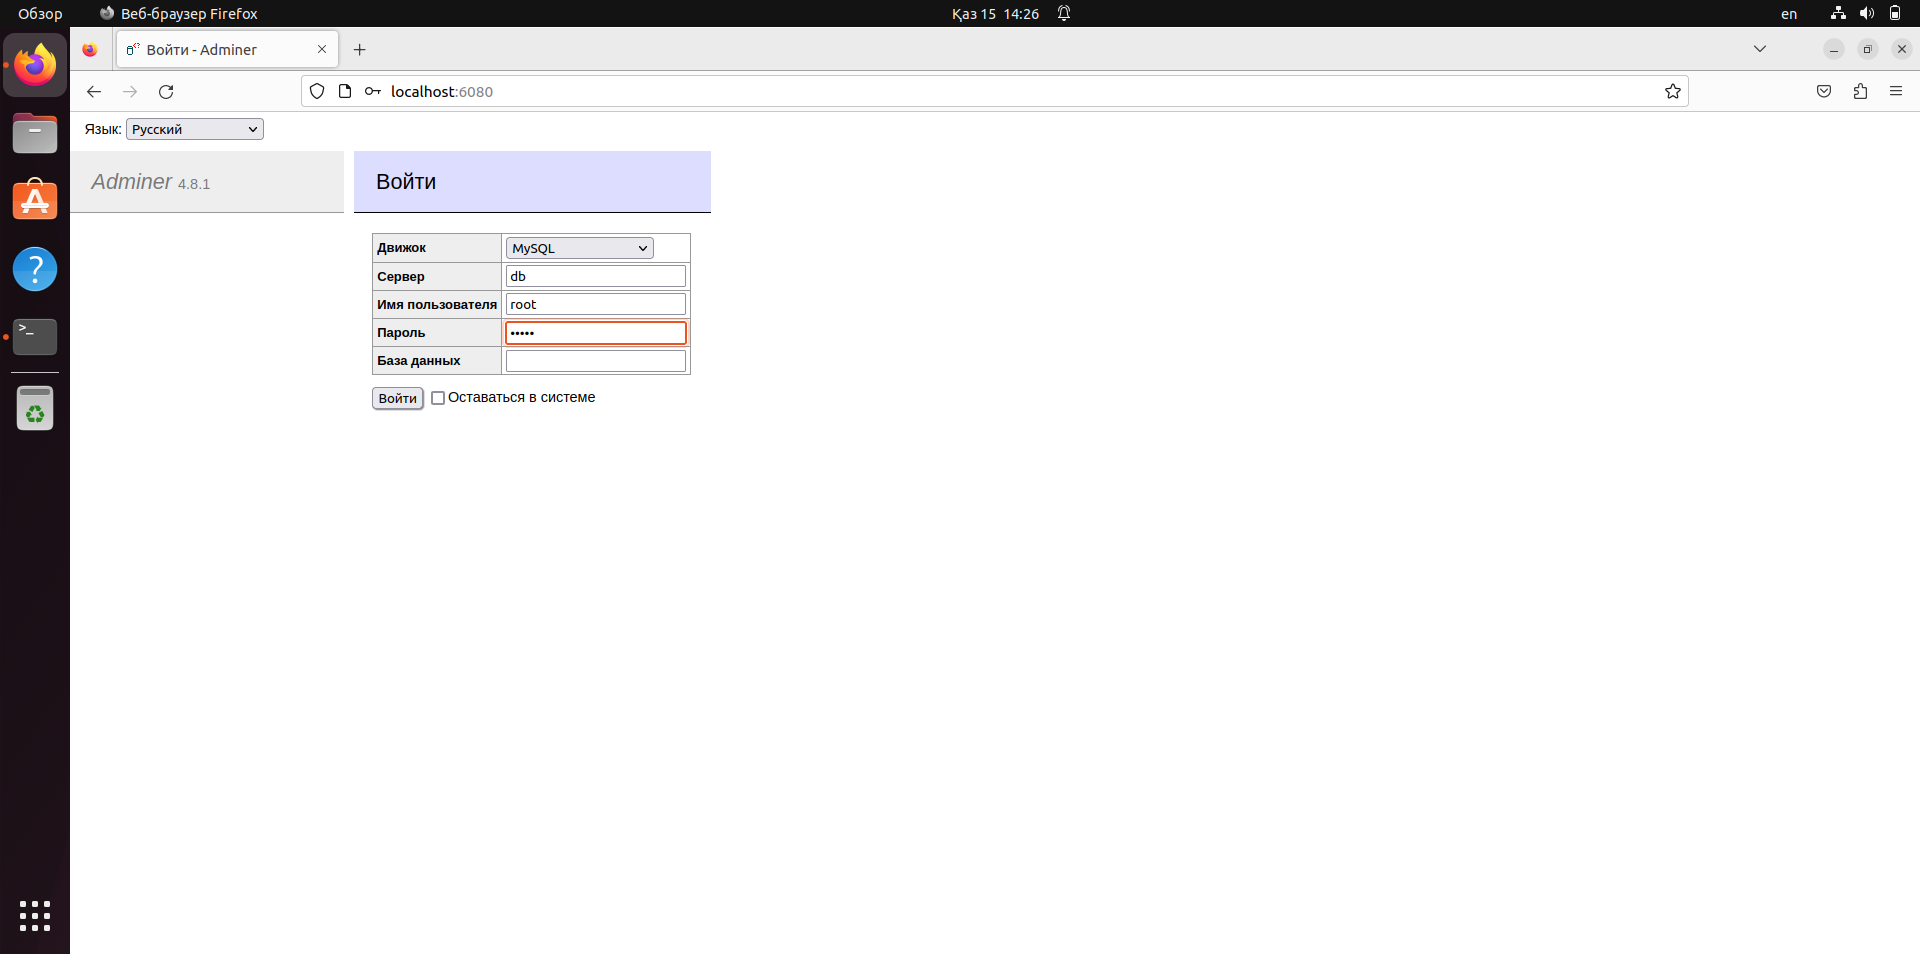 Обзор Веб-браузер Firefox Қаз 15 14:26 en
Войти - Adminer
localhost:6080
Язык: Русский
Adminer 4.8.1
Войти
Движок MySQL
Сервер db
Имя пользователя root
Пароль •••••
База данных
Войти Оставаться в системе